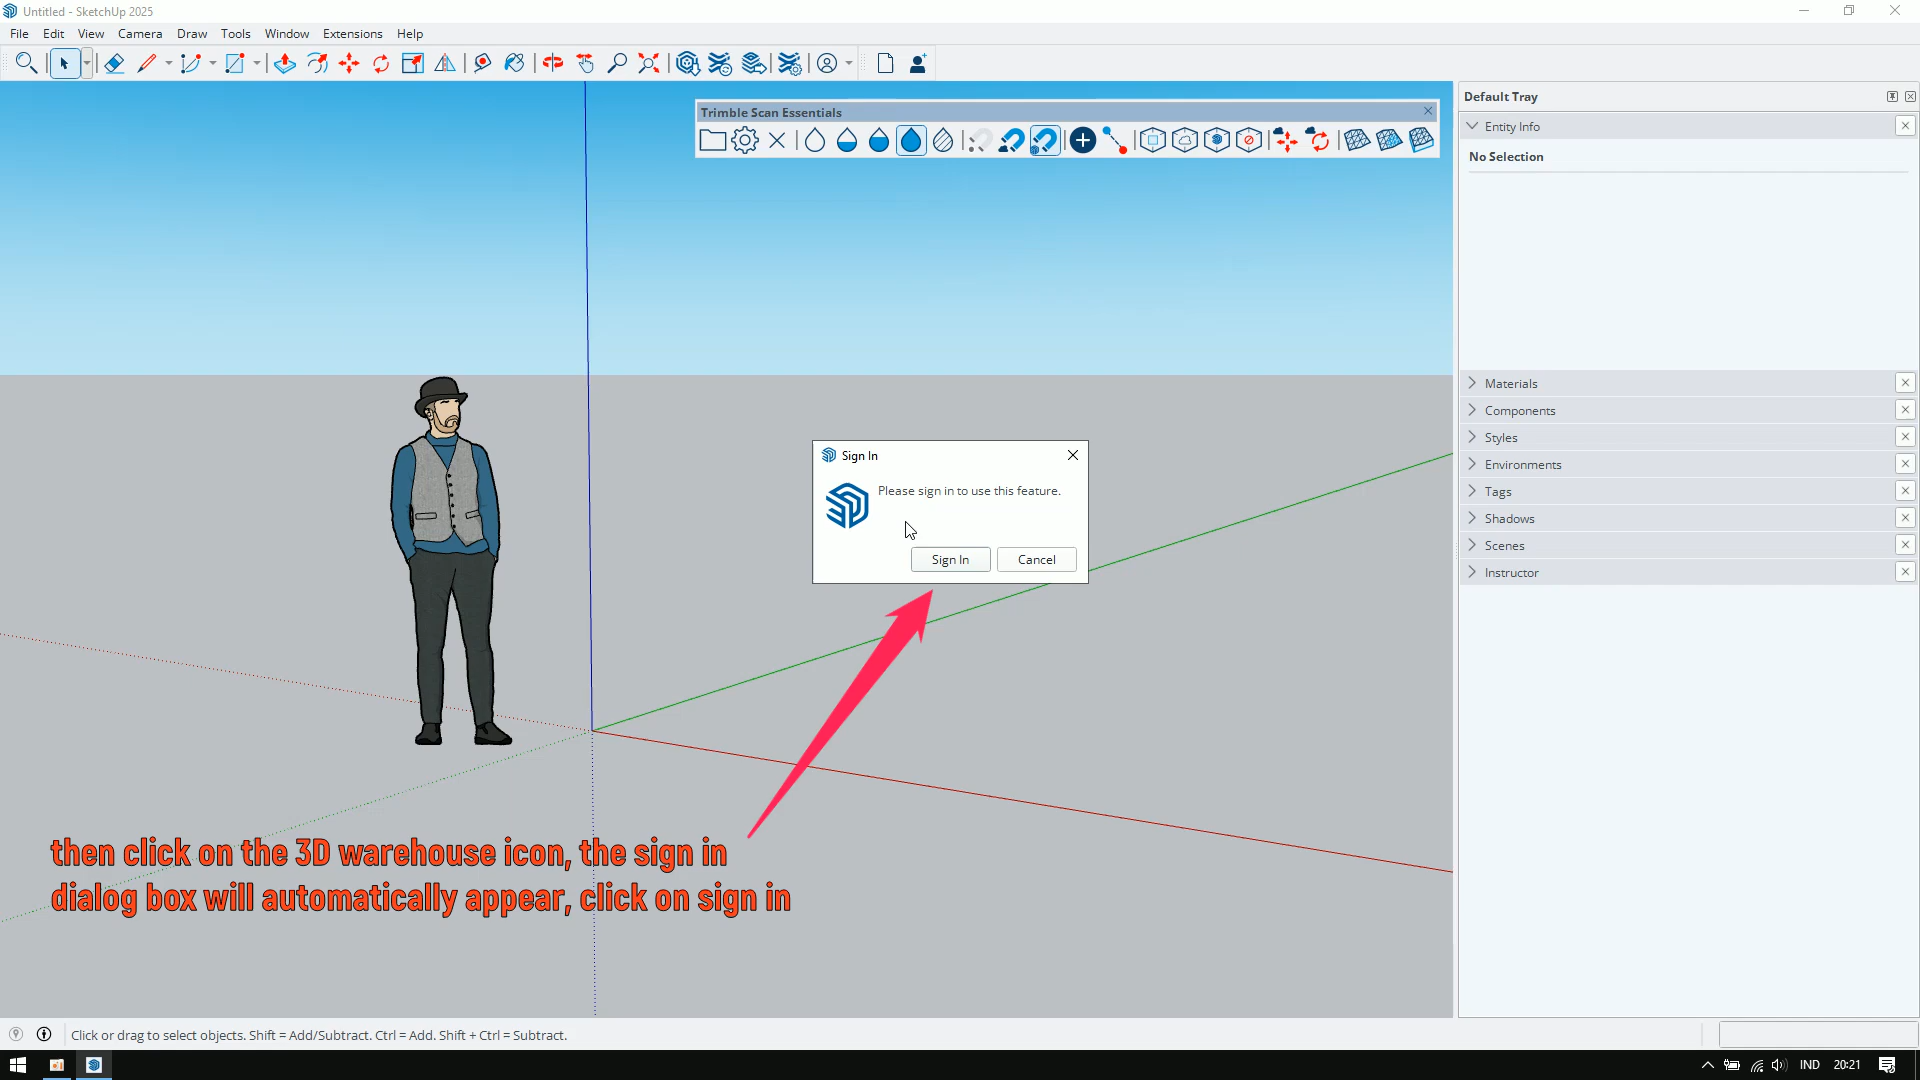 Untitled - SketchUp 2025
File Edit View Camera Draw Tools Window Extensions Help
Trimble Scan Essentials
Default Tray
Entity Info
No Selection
Materials
Components
Styles
Environments
Tags
Shadows
Scenes
Instructor
Sign In
Please sign in to use this feature.
Sign In Cancel
then click on the 3D warehouse icon, the sign in
dialog box will automatically appear, click on sign in
Click or drag to select objects. Shift = Add/Subtract. Ctrl = Add. Shift + Ctrl = Subtract.
IND 20:21